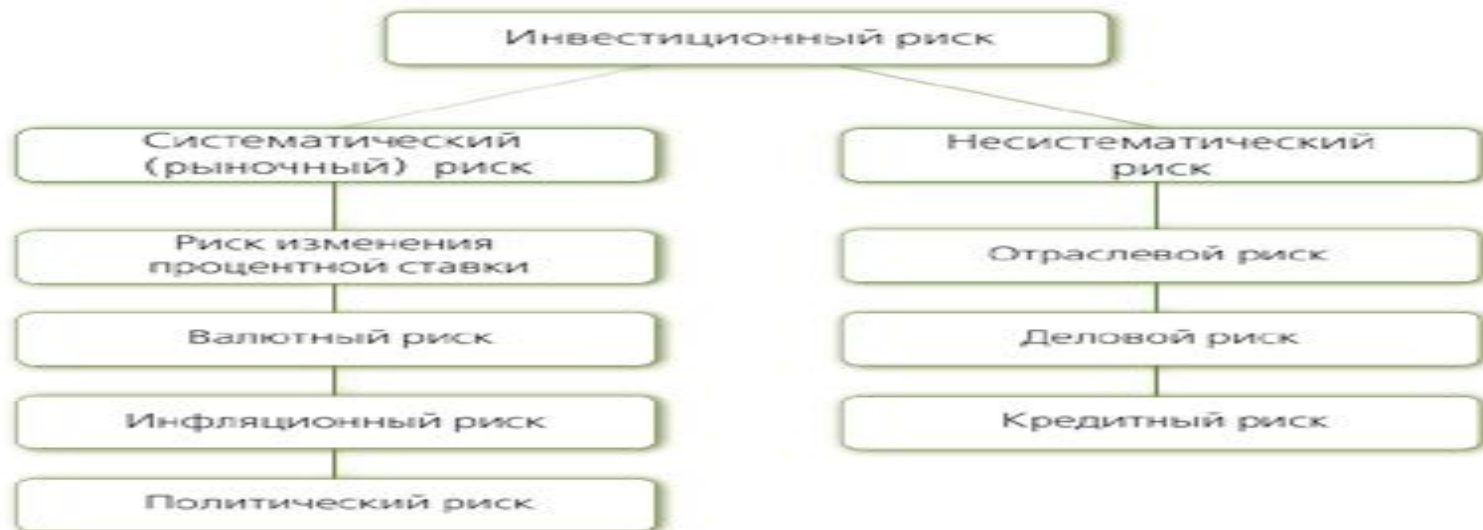 Инвестиционный риск
Систематический
(рыночный) риск
Риск изменения
процентной ставки
Валютный риск
Инфляционный риск
Политический риск
Несистематический
риск
Отраслевой риск
Деловой риск
Кредитный риск